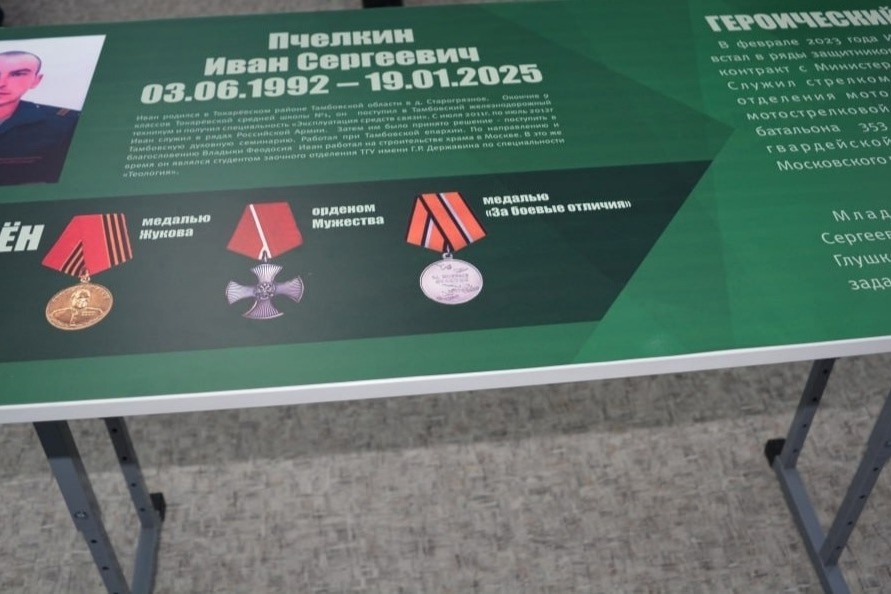 Пчелкин
Иван Сергеевич
03.06.1992 – 19.01.2025
Иван родился в Токарёвском районе Тамбовской области в д. Старогрязное. Окончив 9
классов Токарёвской средней школы №1, он поступил в Тамбовский железнодорожный
техникум и получил специальность «Эксплуатация средств связи». С июля 2011г. по июль 2012г
Иван служил в рядах Российской Армии. Затем им было принято решение - поступить в
Тамбовскую духовную семинарию. Работал при Тамбовской епархии. По направлению и
благословению Владыки Феодосия Иван работал на строительстве храма в Москве. В это же
время он являлся студентом заочного отделения ТГУ имени Г.Р. Державина по специальности
«Теология».
ЁН
медалью
Жукова
орденом
Мужества
медалью
«За боевые отличия»
ГЕРОИЧЕСКИЙ
В феврале 2023 года и
встал в ряды защитников
контракт с Министер
Служил стрелком
отделения мото
мотострелковой
батальона 353
гвардейской
Московского
Млад
Сергеев
Глушк
зада